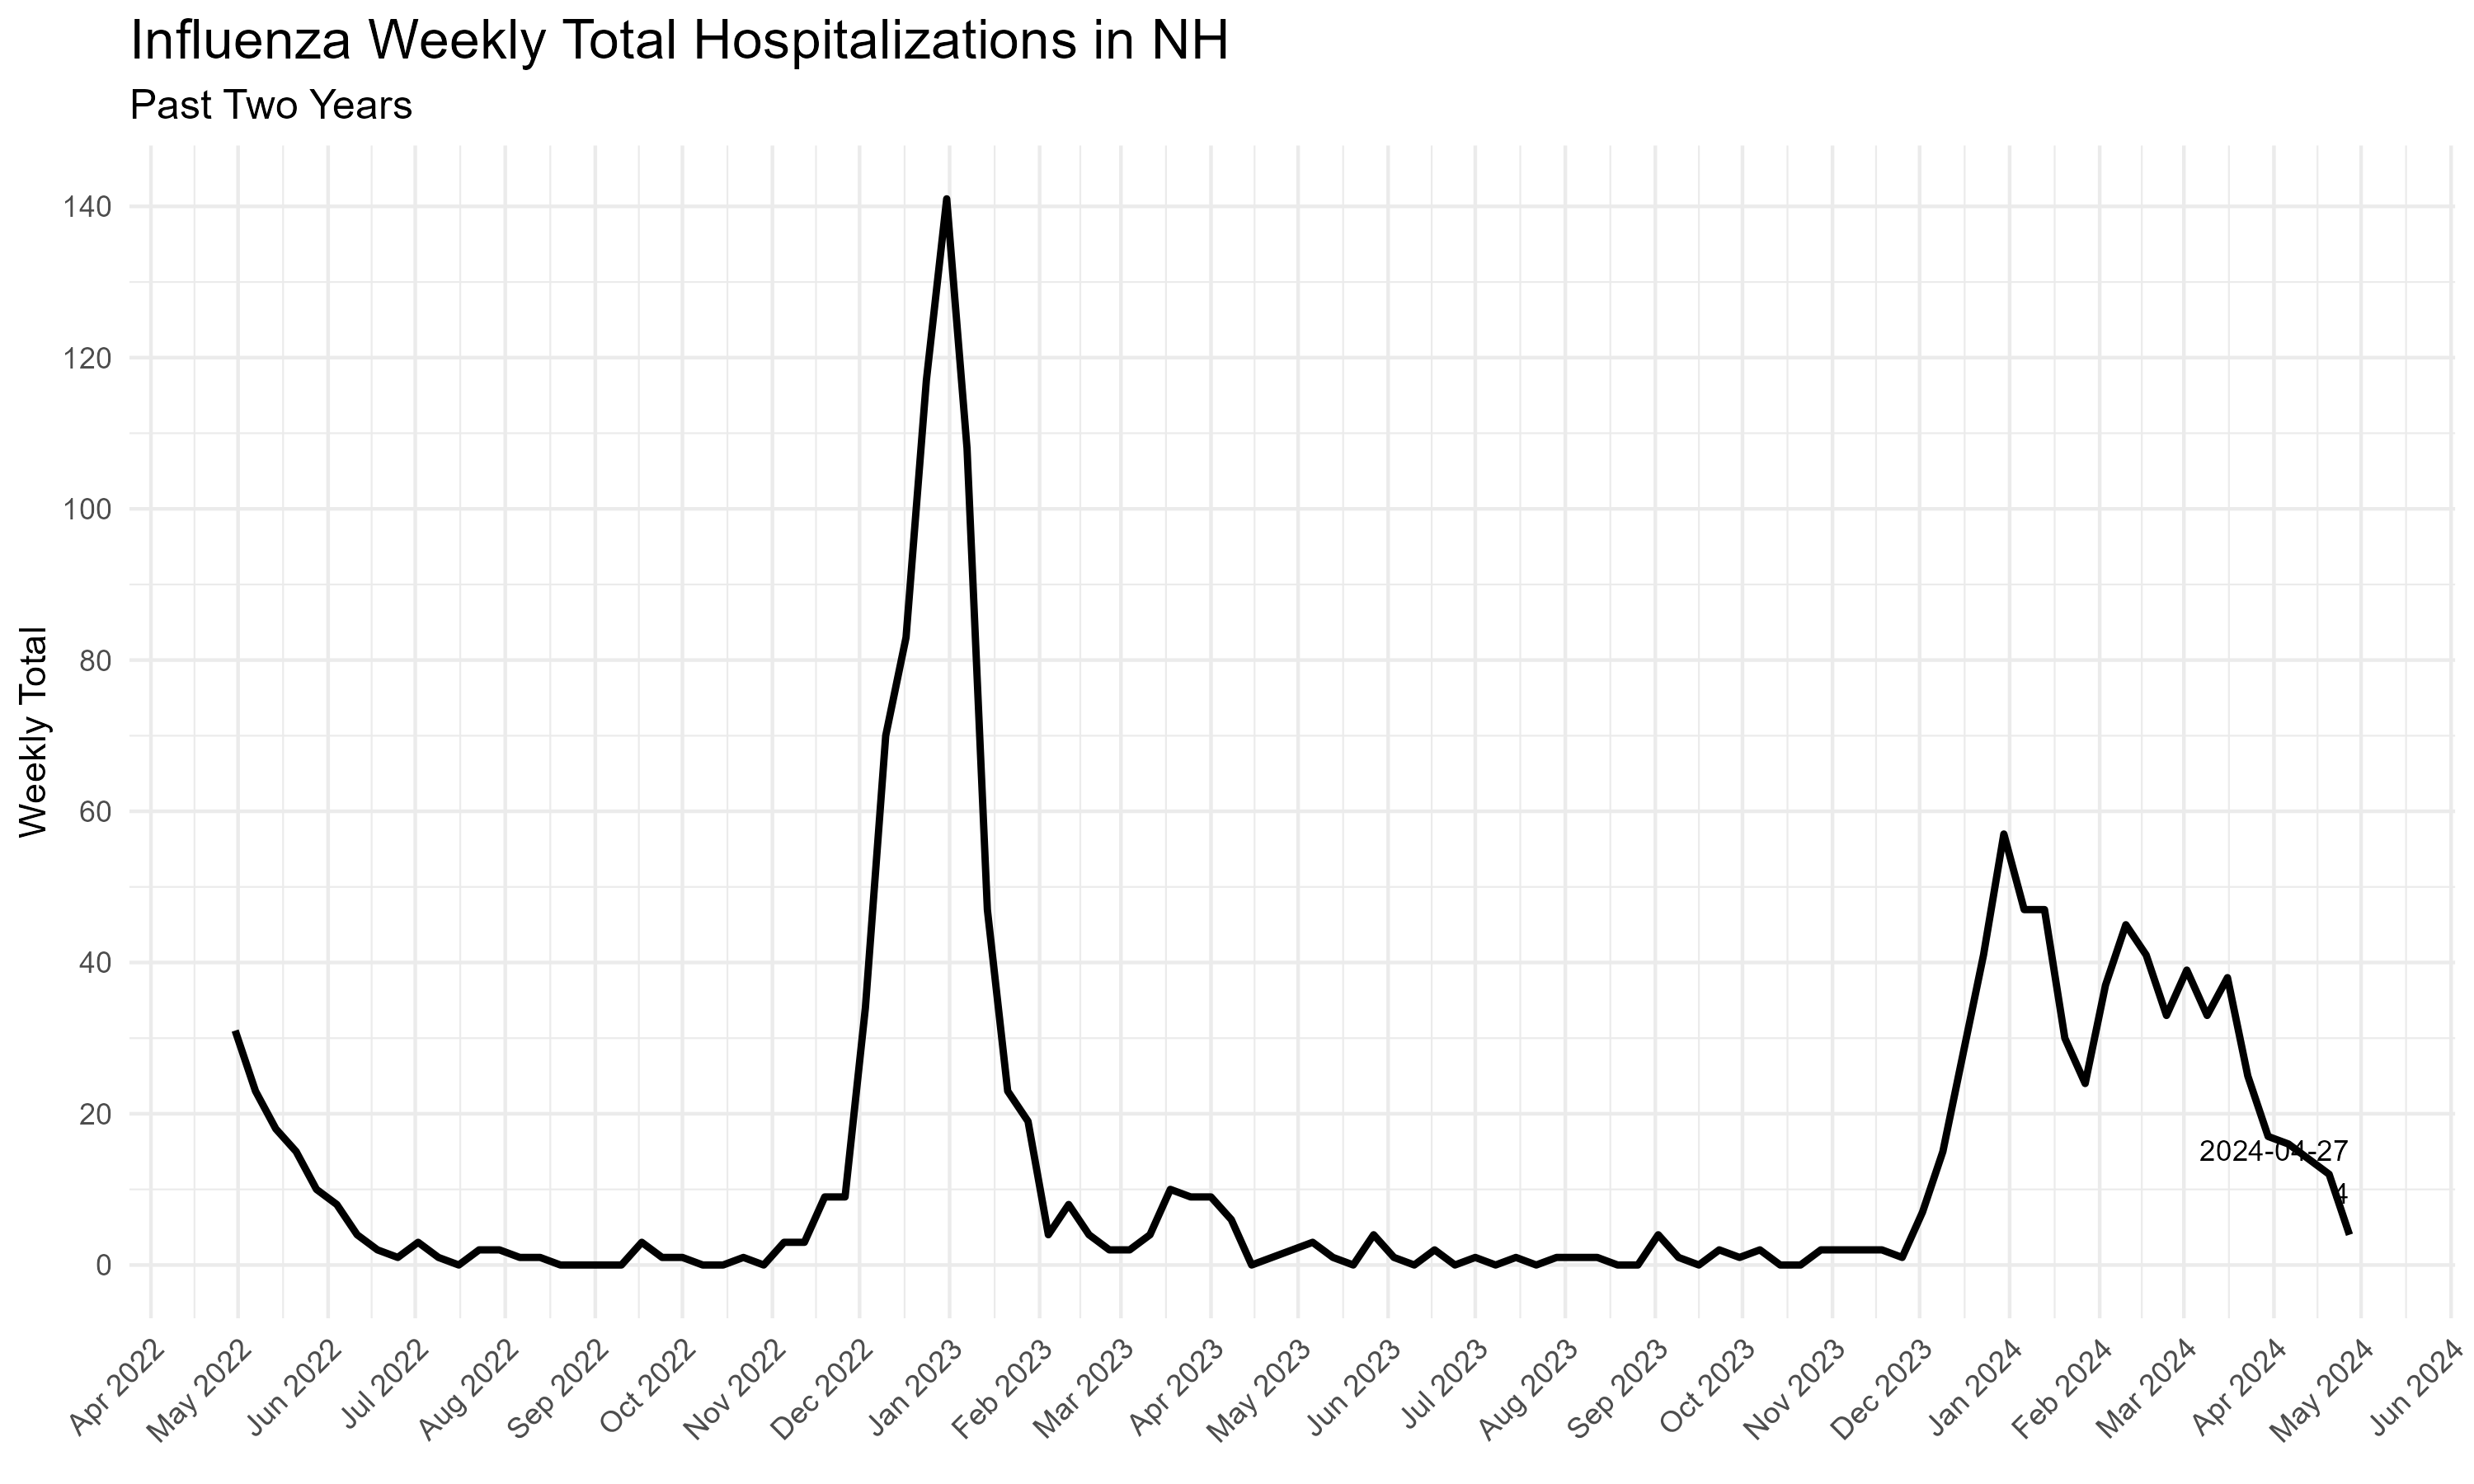 Influenza Weekly Total Hospitalizations in NH
Past Two Years
Weekly Total
140
120
100
80
60
40
20
0
2024-04-27
4
Apr 2022
May 2022
Jun 2022
Jul 2022
Aug 2022
Sep 2022
Oct 2022
Nov 2022
Dec 2022
Jan 2023
Feb 2023
Mar 2023
Apr 2023
May 2023
Jun 2023
Jul 2023
Aug 2023
Sep 2023
Oct 2023
Nov 2023
Dec 2023
Jan 2024
Feb 2024
Mar 2024
Apr 2024
May 2024
Jun 2024